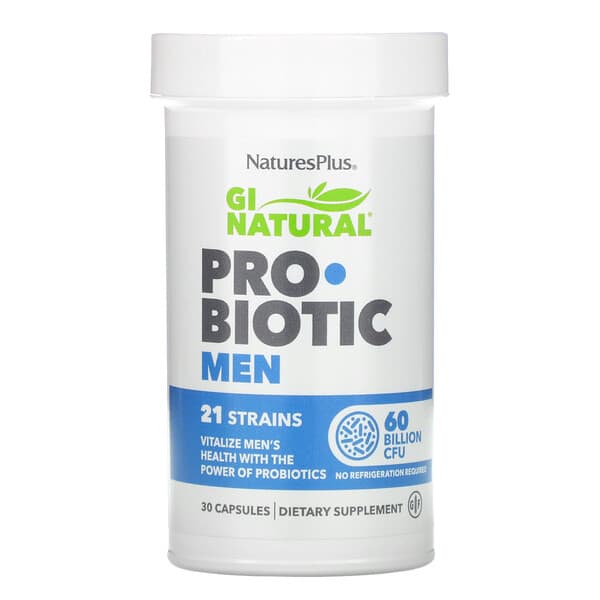 NaturesPlus®
GI
NATURAL®
PRO•
BIOTIC
MEN
21 STRAINS
VITALIZE MEN'S
HEALTH WITH THE
POWER OF PROBIOTICS
60
BILLION
CFU
NO REFRIGERATION REQUIRED
30 CAPSULES | DIETARY SUPPLEMENT
GF